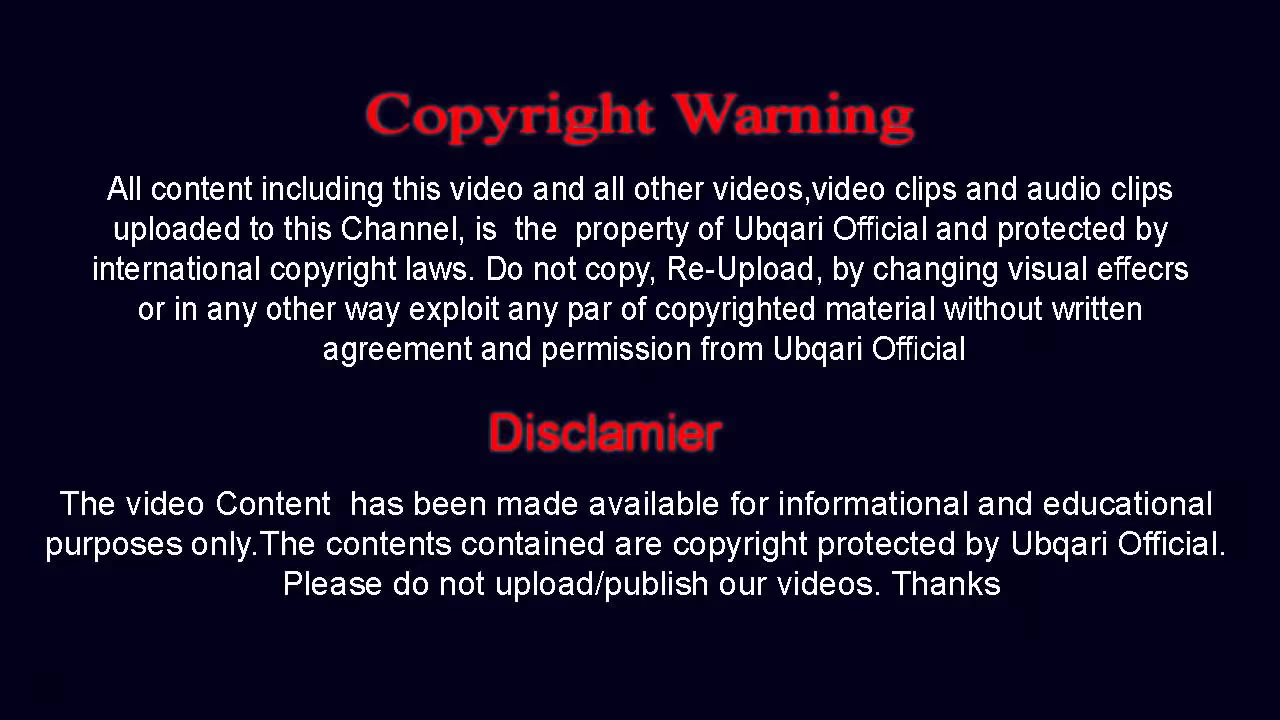 Copyright Warning
All content including this video and all other videos,video clips and audio clips
uploaded to this Channel, is  the  property of Ubqari Official and protected by
international copyright laws. Do not copy, Re-Upload, by changing visual effecrs
or in any other way exploit any par of copyrighted material without written
agreement and permission from Ubqari Official
Disclamier
The video Content  has been made available for informational and educational
purposes only.The contents contained are copyright protected by Ubqari Official.
Please do not upload/publish our videos. Thanks